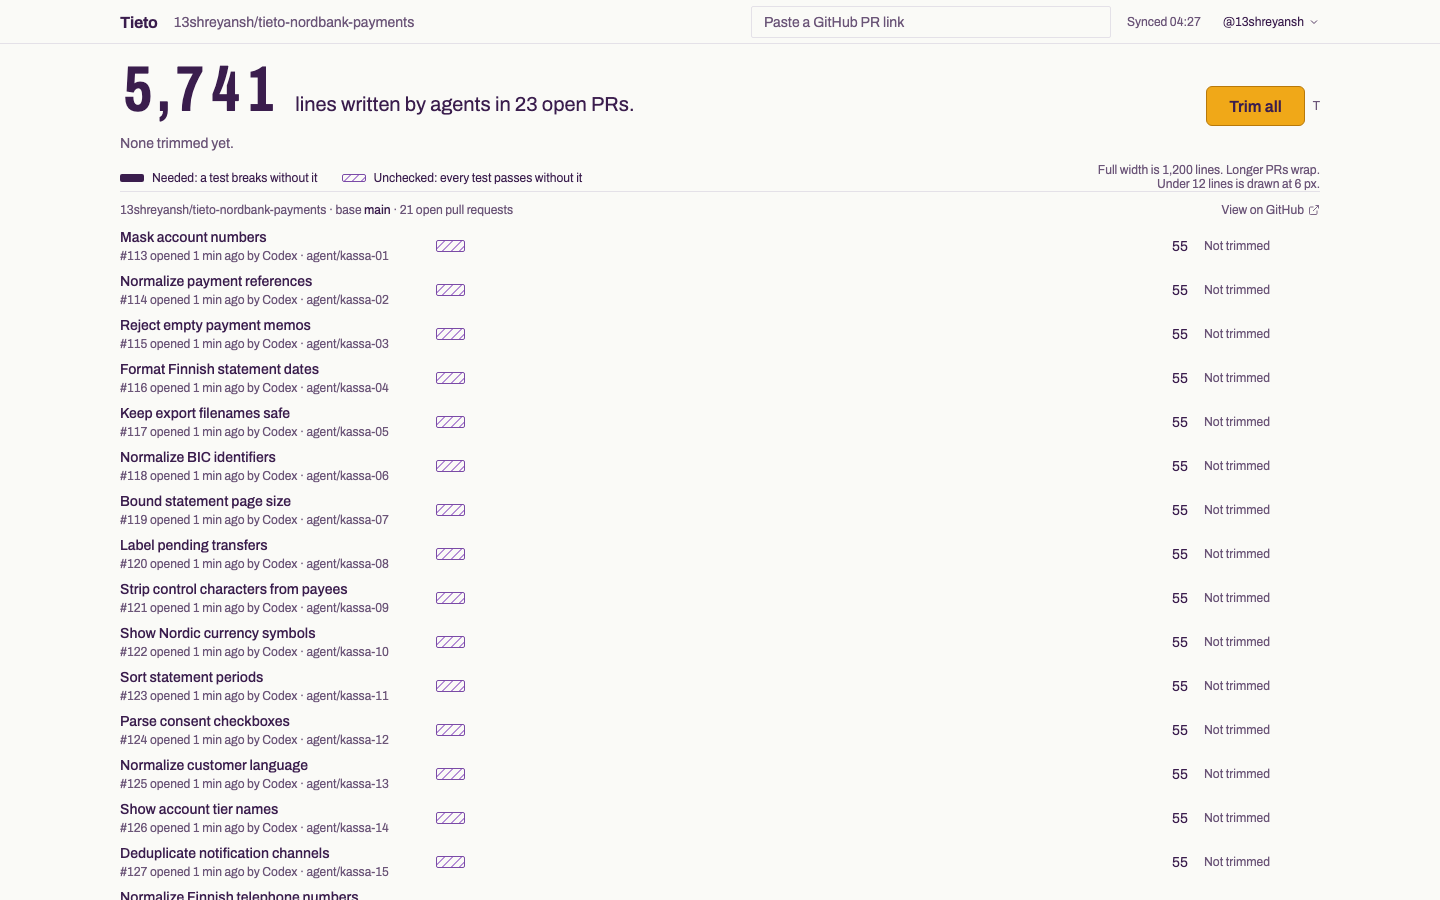 Tieto 13shreyansh/tieto-nordbank-payments Paste a GitHub PR link Synced 04:27 @13shreyansh
5,741 lines written by agents in 23 open PRs. Trim all T
None trimmed yet.
Needed: a test breaks without it Unchecked: every test passes without it
Full width is 1,200 lines. Longer PRs wrap.
Under 12 lines is drawn at 6 px.
13shreyansh/tieto-nordbank-payments · base main · 21 open pull requests View on GitHub
Mask account numbers
#113 opened 1 min ago by Codex · agent/kassa-01 55 Not trimmed
Normalize payment references
#114 opened 1 min ago by Codex · agent/kassa-02 55 Not trimmed
Reject empty payment memos
#115 opened 1 min ago by Codex · agent/kassa-03 55 Not trimmed
Format Finnish statement dates
#116 opened 1 min ago by Codex · agent/kassa-04 55 Not trimmed
Keep export filenames safe
#117 opened 1 min ago by Codex · agent/kassa-05 55 Not trimmed
Normalize BIC identifiers
#118 opened 1 min ago by Codex · agent/kassa-06 55 Not trimmed
Bound statement page size
#119 opened 1 min ago by Codex · agent/kassa-07 55 Not trimmed
Label pending transfers
#120 opened 1 min ago by Codex · agent/kassa-08 55 Not trimmed
Strip control characters from payees
#121 opened 1 min ago by Codex · agent/kassa-09 55 Not trimmed
Show Nordic currency symbols
#122 opened 1 min ago by Codex · agent/kassa-10 55 Not trimmed
Sort statement periods
#123 opened 1 min ago by Codex · agent/kassa-11 55 Not trimmed
Parse consent checkboxes
#124 opened 1 min ago by Codex · agent/kassa-12 55 Not trimmed
Normalize customer language
#125 opened 1 min ago by Codex · agent/kassa-13 55 Not trimmed
Show account tier names
#126 opened 1 min ago by Codex · agent/kassa-14 55 Not trimmed
Deduplicate notification channels
#127 opened 1 min ago by Codex · agent/kassa-15 55 Not trimmed
Normalize Finnish telephone numbers